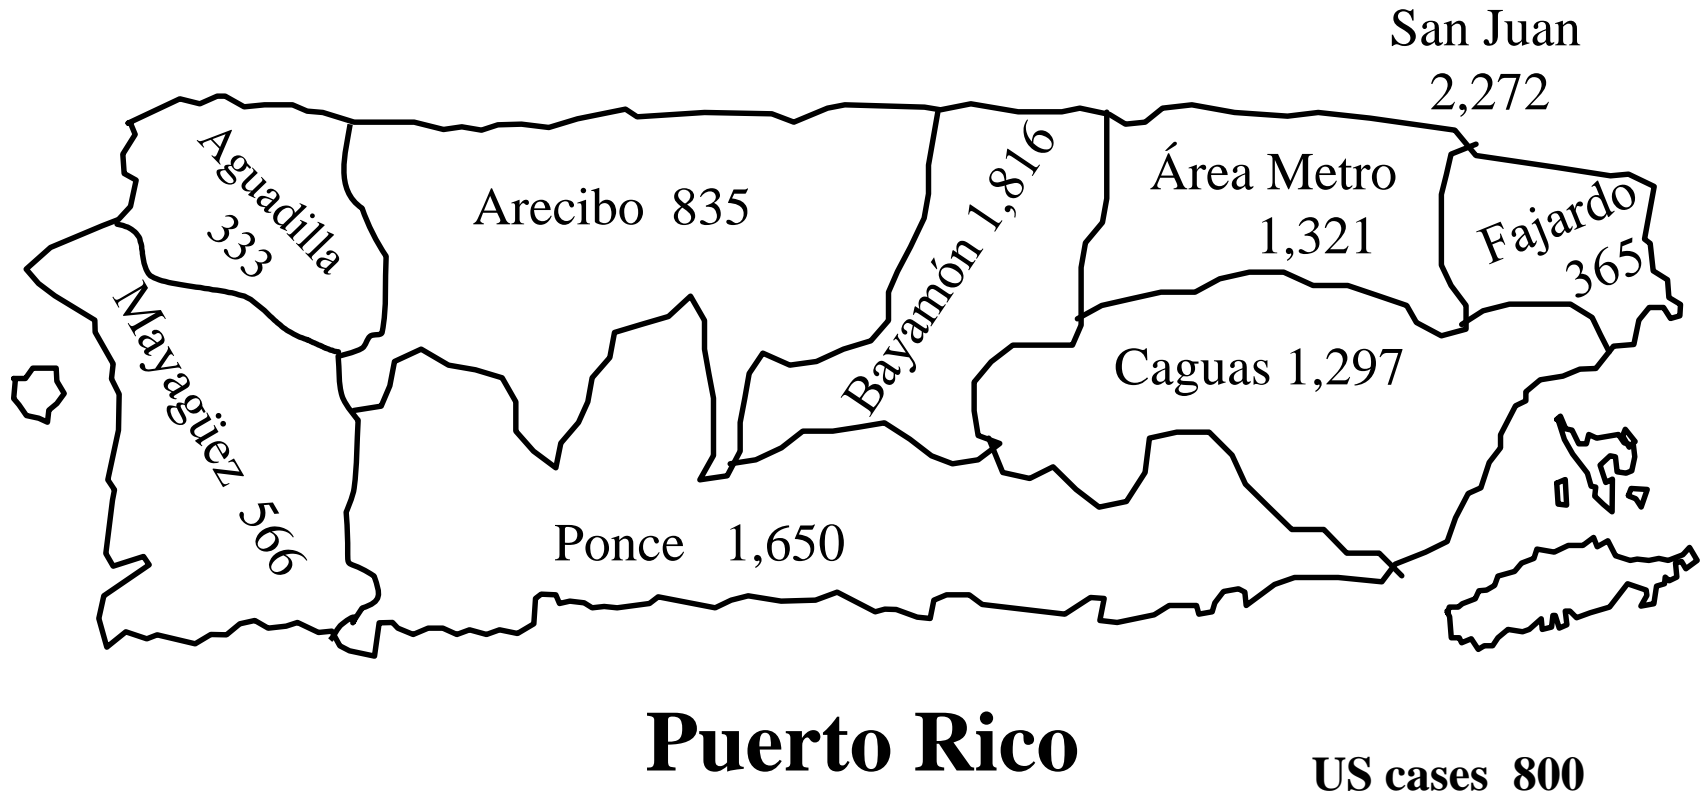 San Juan
2,272
Aguadilla
333
Arecibo 835
Bayamón 1,816
Área Metro
1,321
Fajardo
365
Mayagüez 566
Caguas 1,297
Ponce 1,650
Puerto Rico
US cases 800